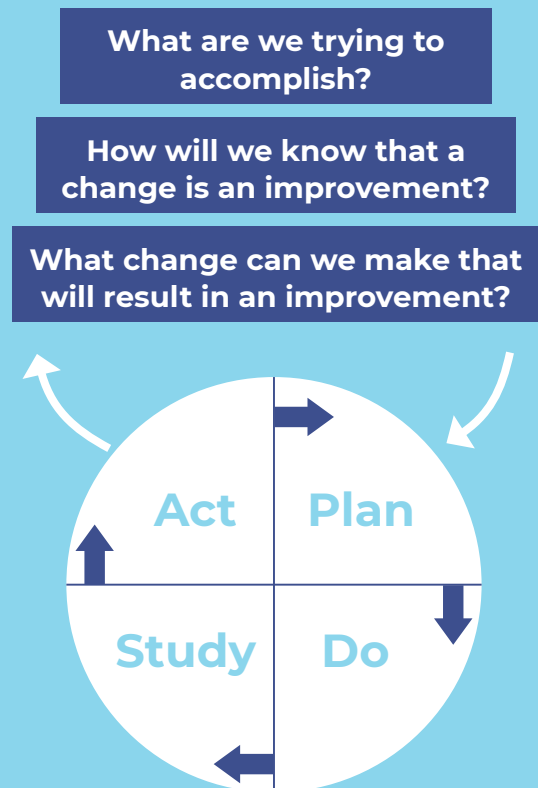 What are we trying to
accomplish?
How will we know that a
change is an improvement?
What change can we make that
will result in an improvement?
Act
Plan
Study
Do